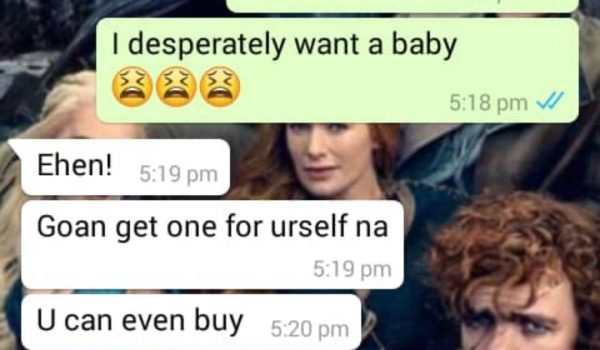 I desperately want a baby
😫😫😫
5:18 pm
Ehen! 5:19 pm
Goan get one for urself na
5:19 pm
U can even buy 5:20 pm